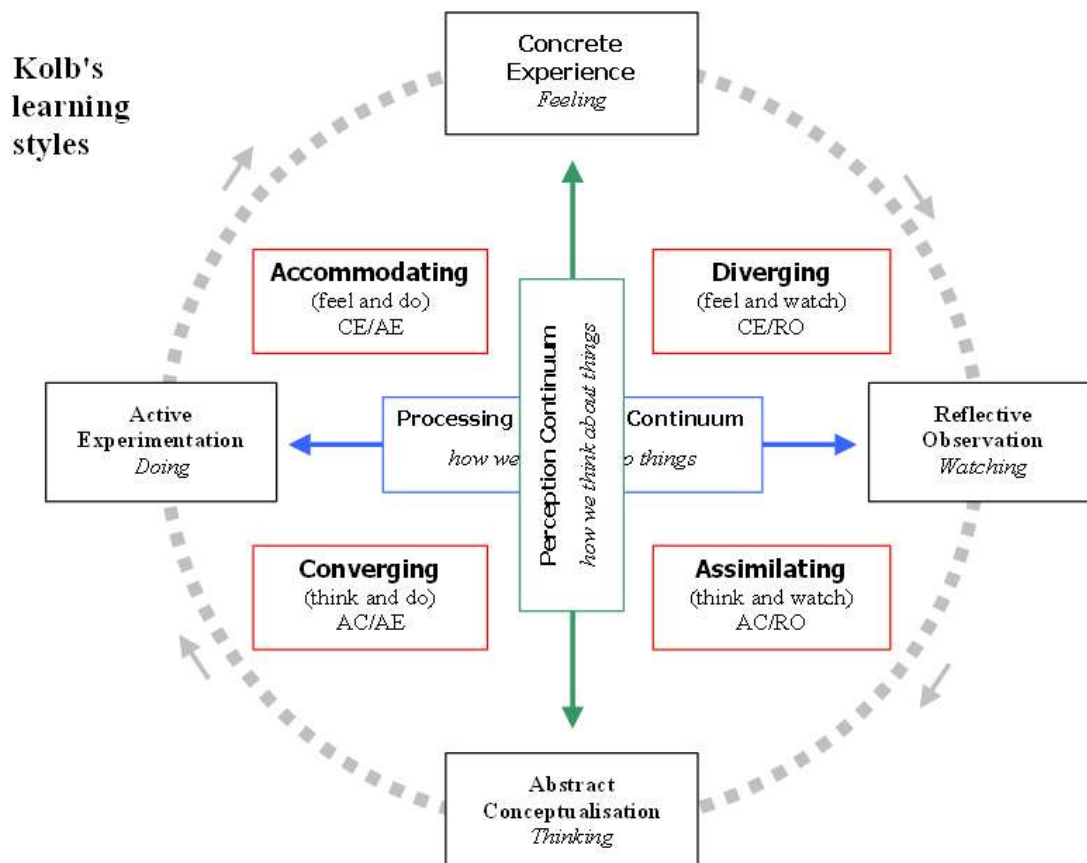 Kolb's
learning
styles
Concrete
Experience
Feeling
Accommodating
(feel and do)
CE/AE
Diverging
(feel and watch)
CE/RO
Active
Experimentation
Doing
Processing Continuum
how we things
Perception Continuum
how we think about things
Reflective
Observation
Watching
Converging
(think and do)
AC/AE
Assimilating
(think and watch)
AC/RO
Abstract
Conceptualisation
Thinking